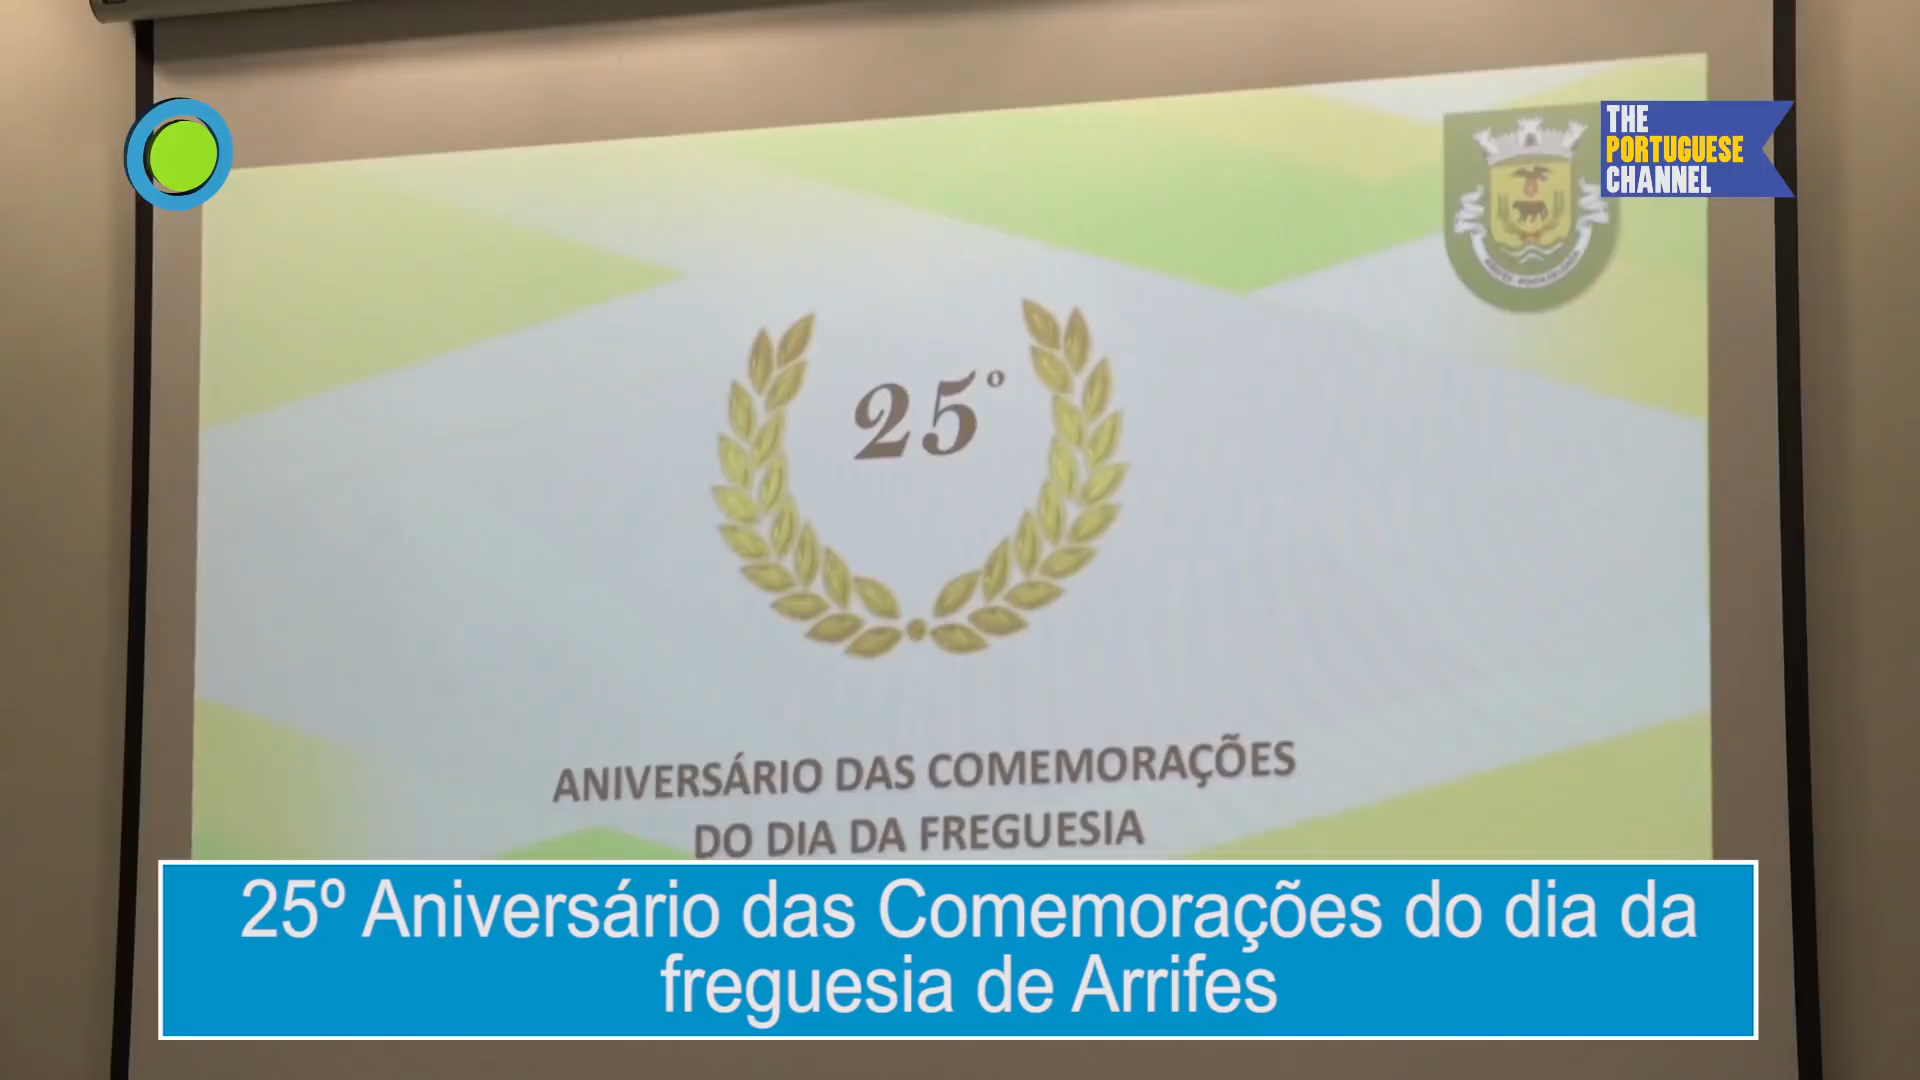 THE
PORTUGUESE
CHANNEL
25º
ANIVERSÁRIO DAS COMEMORAÇÕES
DO DIA DA FREGUESIA
25º Aniversário das Comemorações do dia da
freguesia de Arrifes